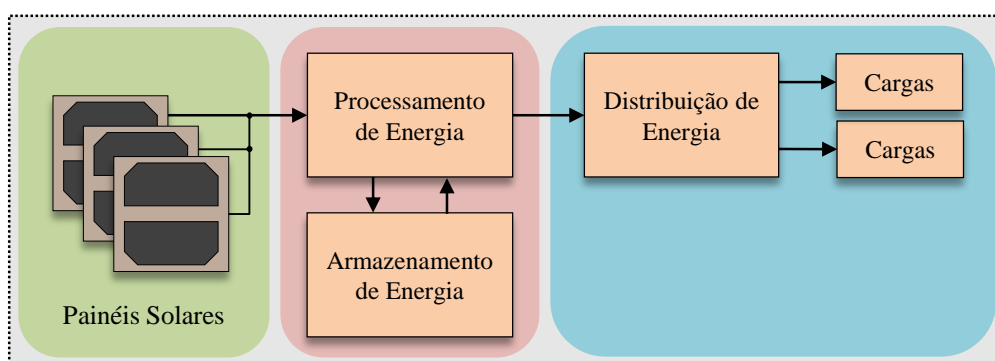 Painéis Solares
Processamento
de Energia
Armazenamento
de Energia
Distribuição de
Energia
Cargas
Cargas